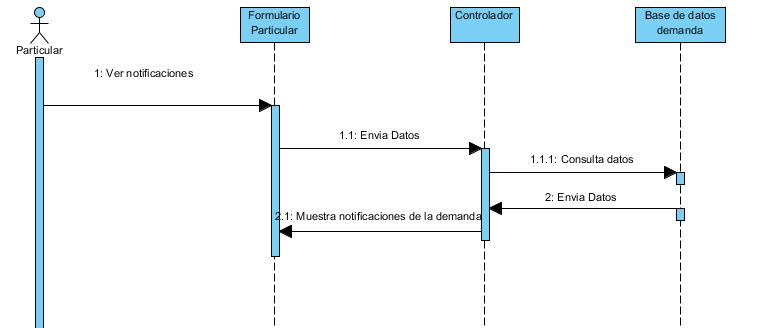 Formulario
Particular
Controlador
Base de datos
demanda
Particular
1: Ver notificaciones
1.1: Envia Datos
1.1.1: Consulta datos
2: Envia Datos
2.1: Muestra notificaciones de la demanda